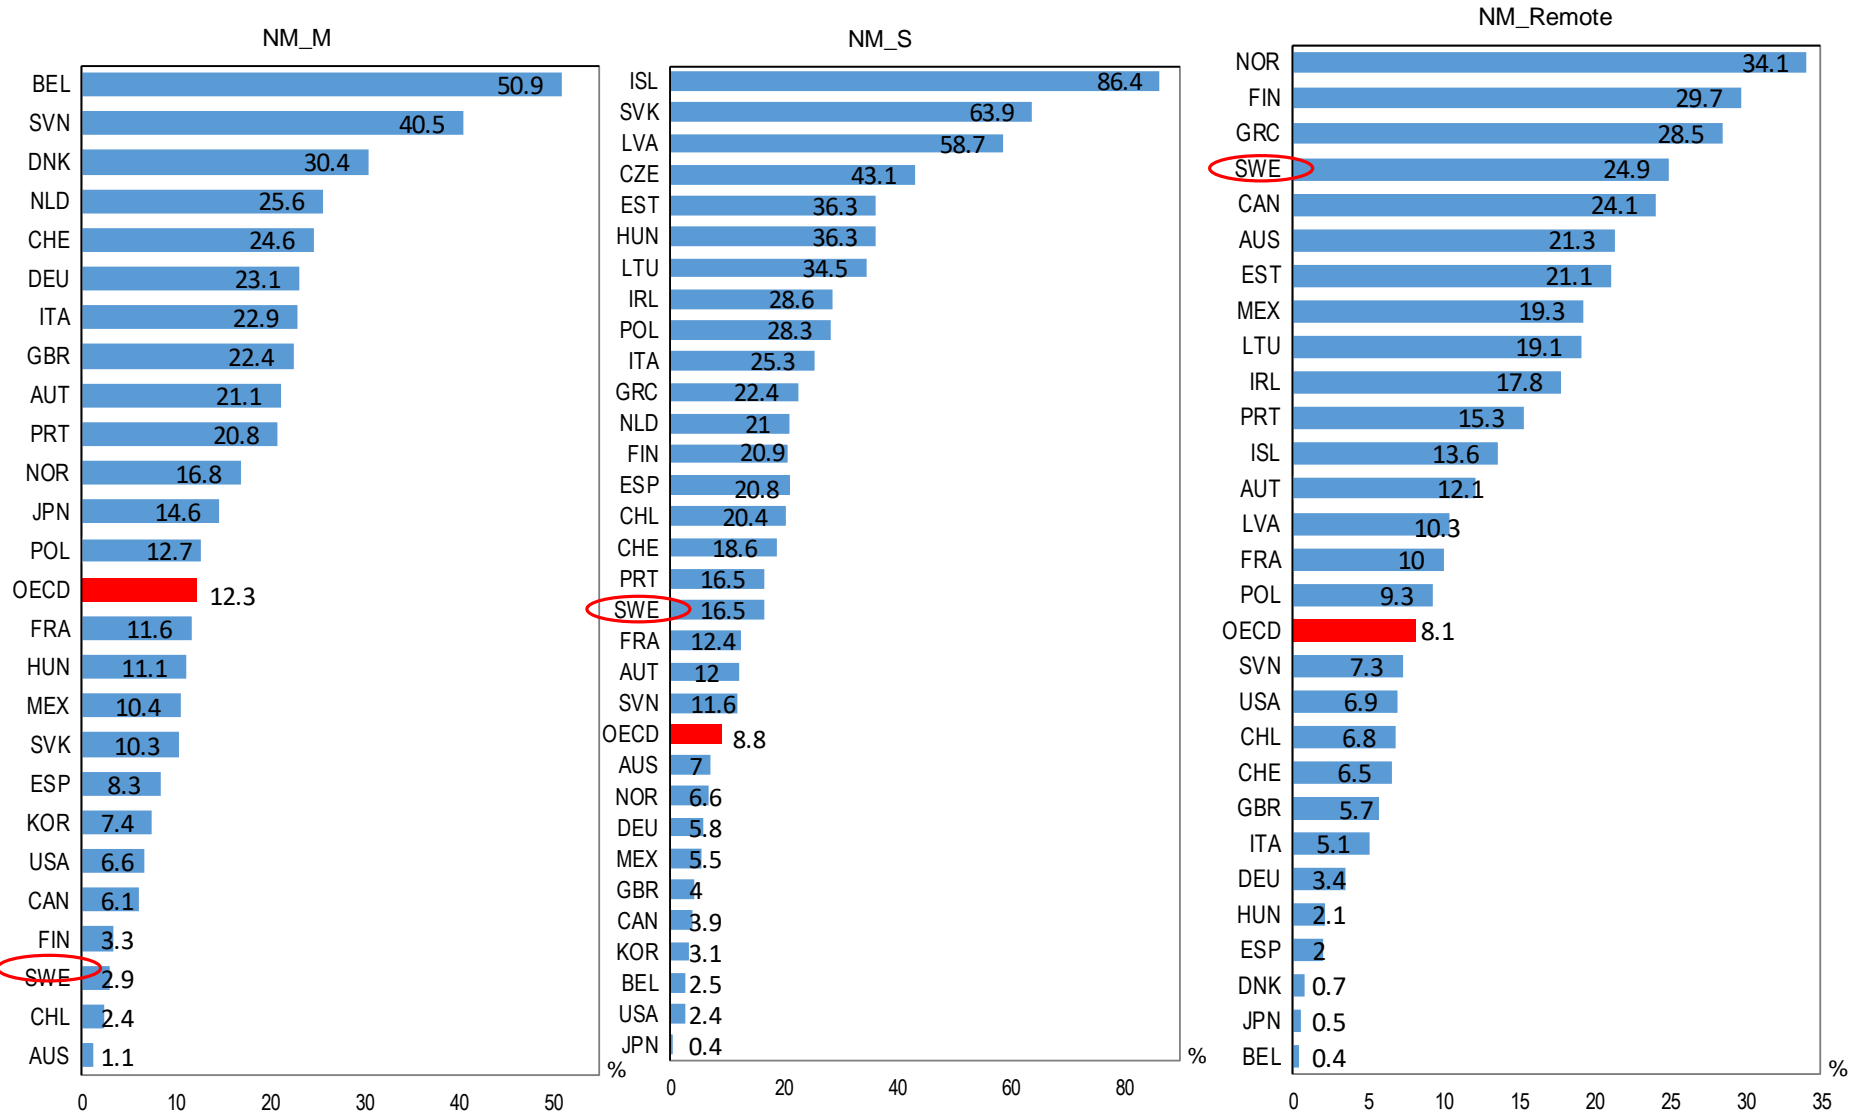 NM_M
BEL 50.9
SVN 40.5
DNK 30.4
NLD 25.6
CHE 24.6
DEU 23.1
ITA 22.9
GBR 22.4
AUT 21.1
PRT 20.8
NOR 16.8
JPN 14.6
POL 12.7
OECD 12.3
FRA 11.6
HUN 11.1
MEX 10.4
SVK 10.3
ESP 8.3
KOR 7.4
USA 6.6
CAN 6.1
FIN 3.3
SWE 2.9
CHL 2.4
AUS 1.1
%
0 10 20 30 40 50
NM_S
ISL 86.4
SVK 63.9
LVA 58.7
CZE 43.1
EST 36.3
HUN 36.3
LTU 34.5
IRL 28.6
POL 28.3
ITA 25.3
GRC 22.4
NLD 21
FIN 20.9
ESP 20.8
CHL 20.4
CHE 18.6
PRT 16.5
SWE 16.5
FRA 12.4
AUT 12
SVN 11.6
OECD 8.8
AUS 7
NOR 6.6
DEU 5.8
MEX 5.5
GBR 4
CAN 3.9
KOR 3.1
BEL 2.5
USA 2.4
JPN 0.4
%
0 20 40 60 80
NM_Remote
NOR 34.1
FIN 29.7
GRC 28.5
SWE 24.9
CAN 24.1
AUS 21.3
EST 21.1
MEX 19.3
LTU 19.1
IRL 17.8
PRT 15.3
ISL 13.6
AUT 12.1
LVA 10.3
FRA 10
POL 9.3
OECD 8.1
SVN 7.3
USA 6.9
CHL 6.8
CHE 6.5
GBR 5.7
ITA 5.1
DEU 3.4
HUN 2.1
ESP 2
DNK 0.7
JPN 0.5
BEL 0.4
%
0 5 10 15 20 25 30 35